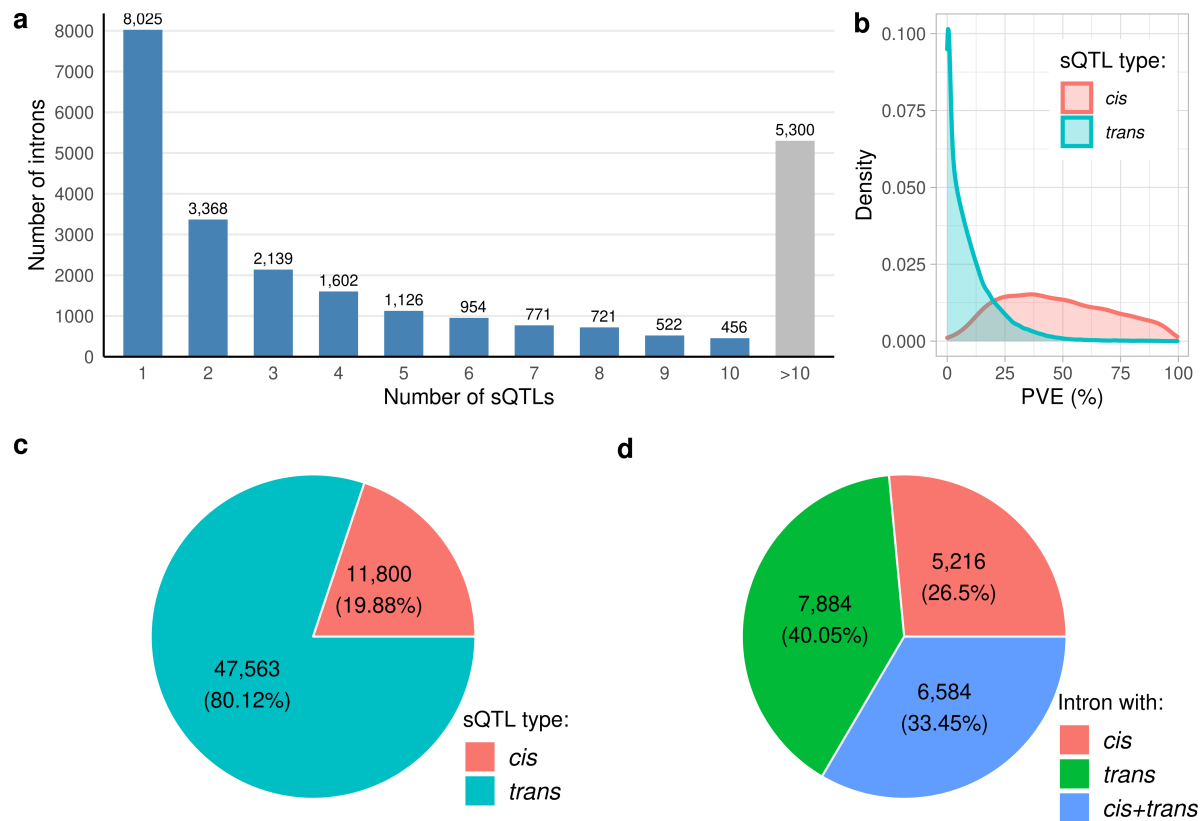 a
8,025
3,368
2,139
1,602
1,126
954
771
721
522
456
5,300
8000
7000
6000
5000
4000
3000
2000
1000
0
Number of introns
1 2 3 4 5 6 7 8 9 10 >10
Number of sQTLs
b
0.100
0.075
0.050
0.025
0.000
Density
sQTL type:
cis
trans
0 25 50 75 100
PVE (%)
c
11,800
(19.88%)
47,563
(80.12%)
sQTL type:
cis
trans
d
5,216
(26.5%)
7,884
(40.05%)
6,584
(33.45%)
Intron with:
cis
trans
cis+trans